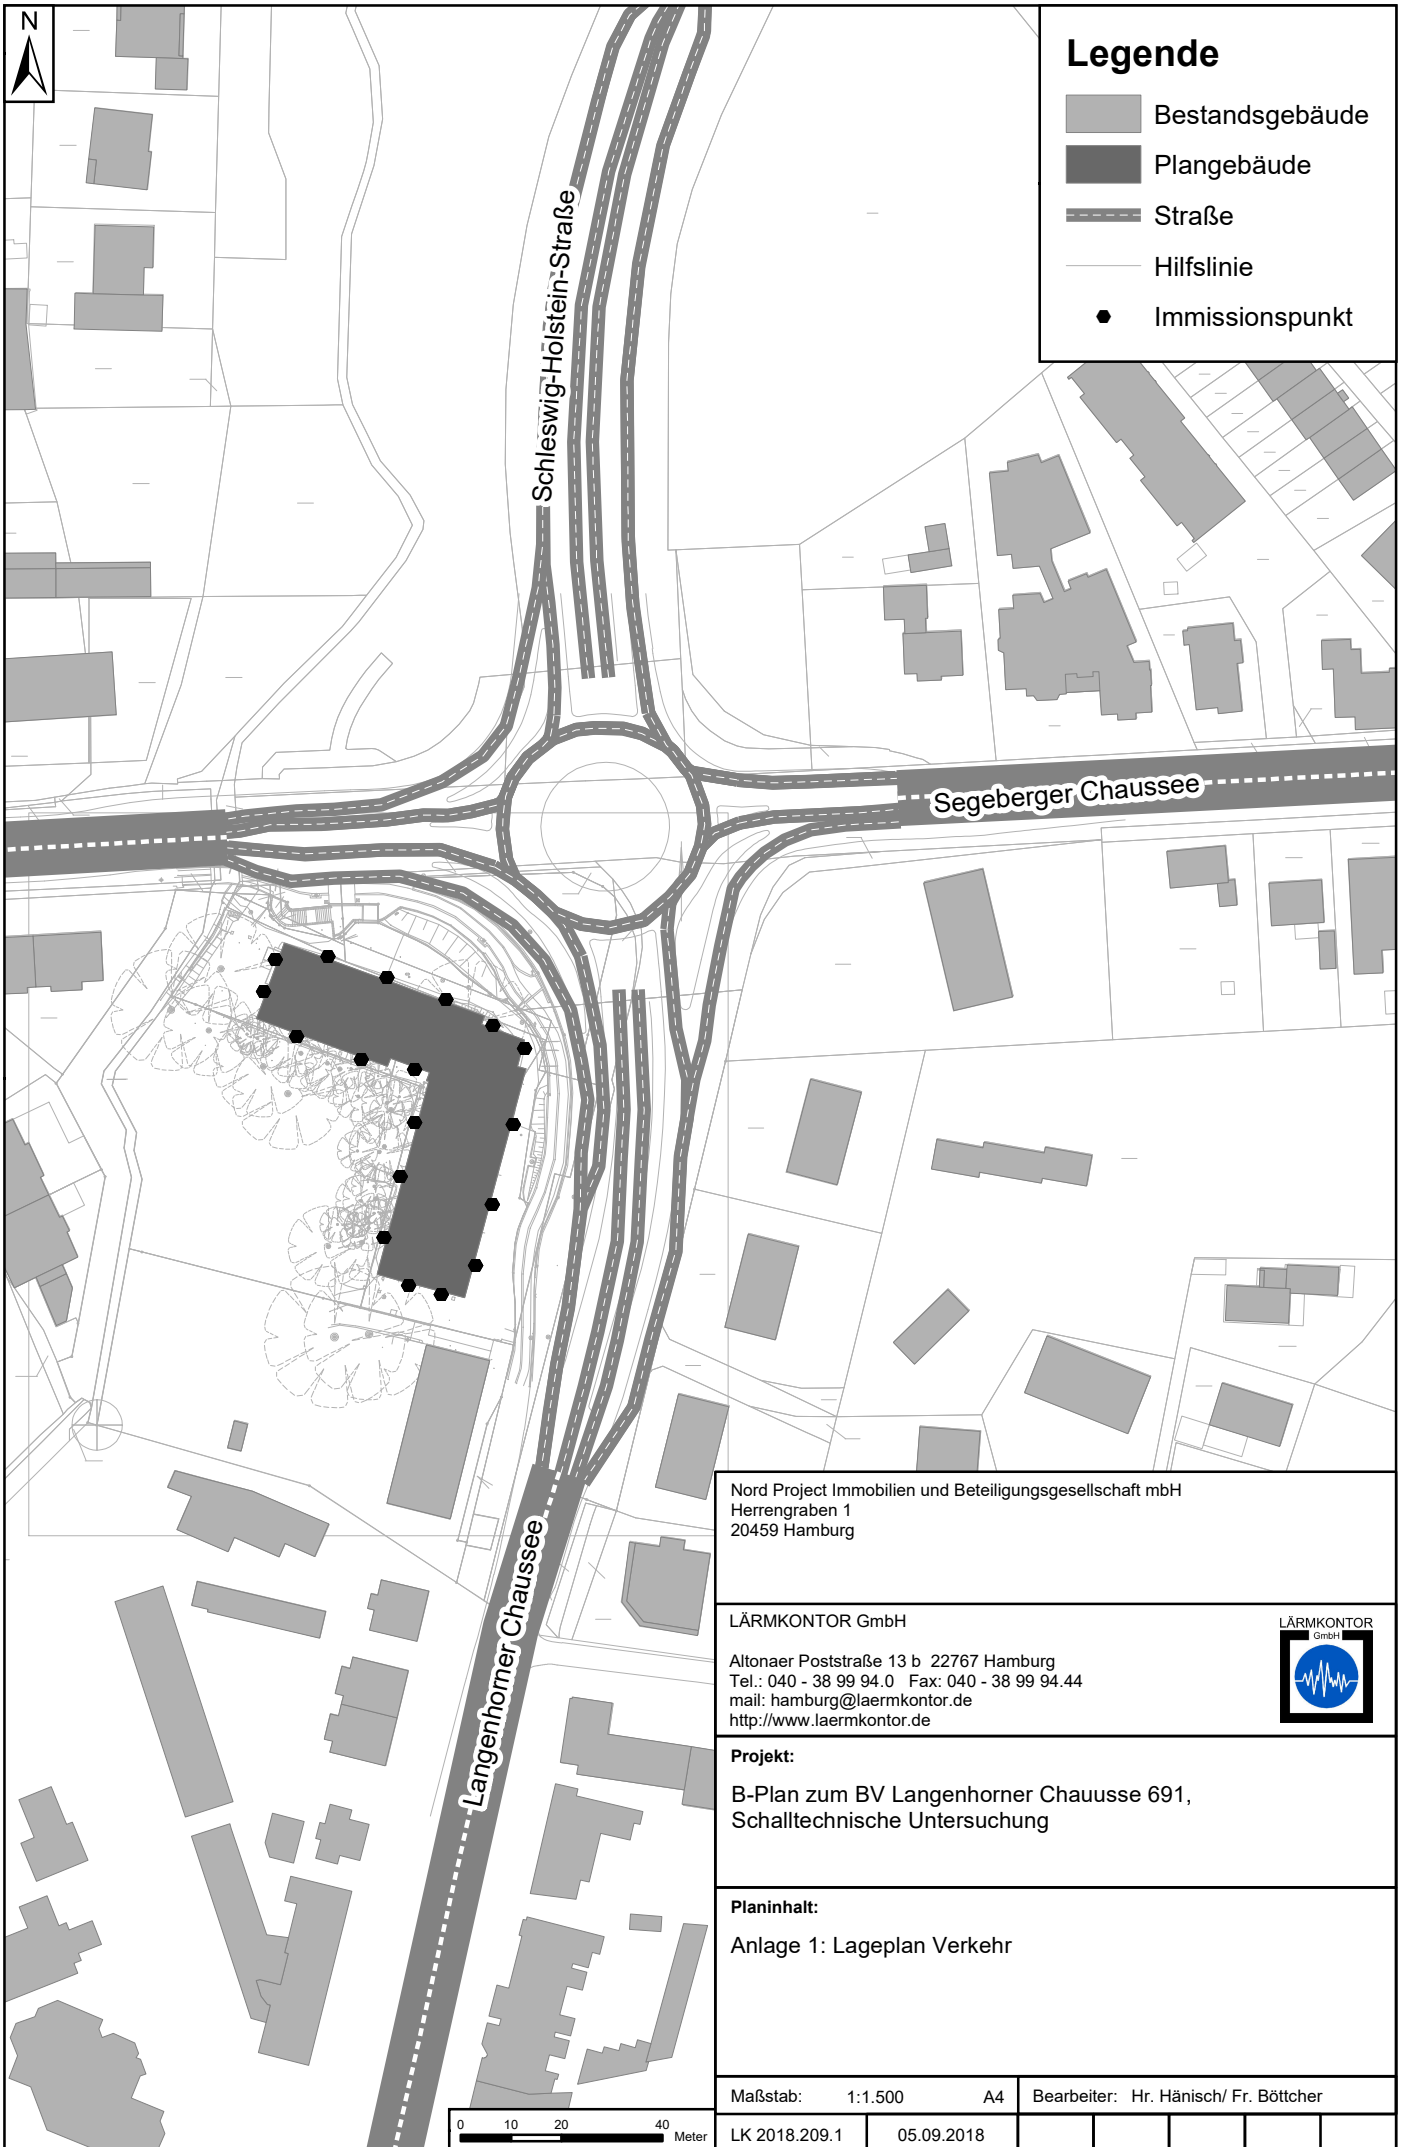 N
Legende
Bestandsgebäude
Plangebäude
Straße
Hilfslinie
Immissionspunkt
Schleswig-Holstein-Straße
Segeberger Chaussee
Langenhorner Chaussee
Nord Project Immobilien und Beteiligungsgesellschaft mbH
Herrengraben 1
20459 Hamburg
LÄRMKONTOR GmbH
Altonaer Poststraße 13 b 22767 Hamburg
Tel.: 040 - 38 99 94.0 Fax: 040 - 38 99 94.44
mail: hamburg@laermkontor.de
http://www.laermkontor.de
LÄRMKONTOR
GmbH
Projekt:
B-Plan zum BV Langenhorner Chauusse 691,
Schalltechnische Untersuchung
Planinhalt:
Anlage 1: Lageplan Verkehr
Maßstab: 1:1.500 A4
Bearbeiter: Hr. Hänisch/ Fr. Böttcher
LK 2018.209.1
05.09.2018
0 10 20 40
Meter